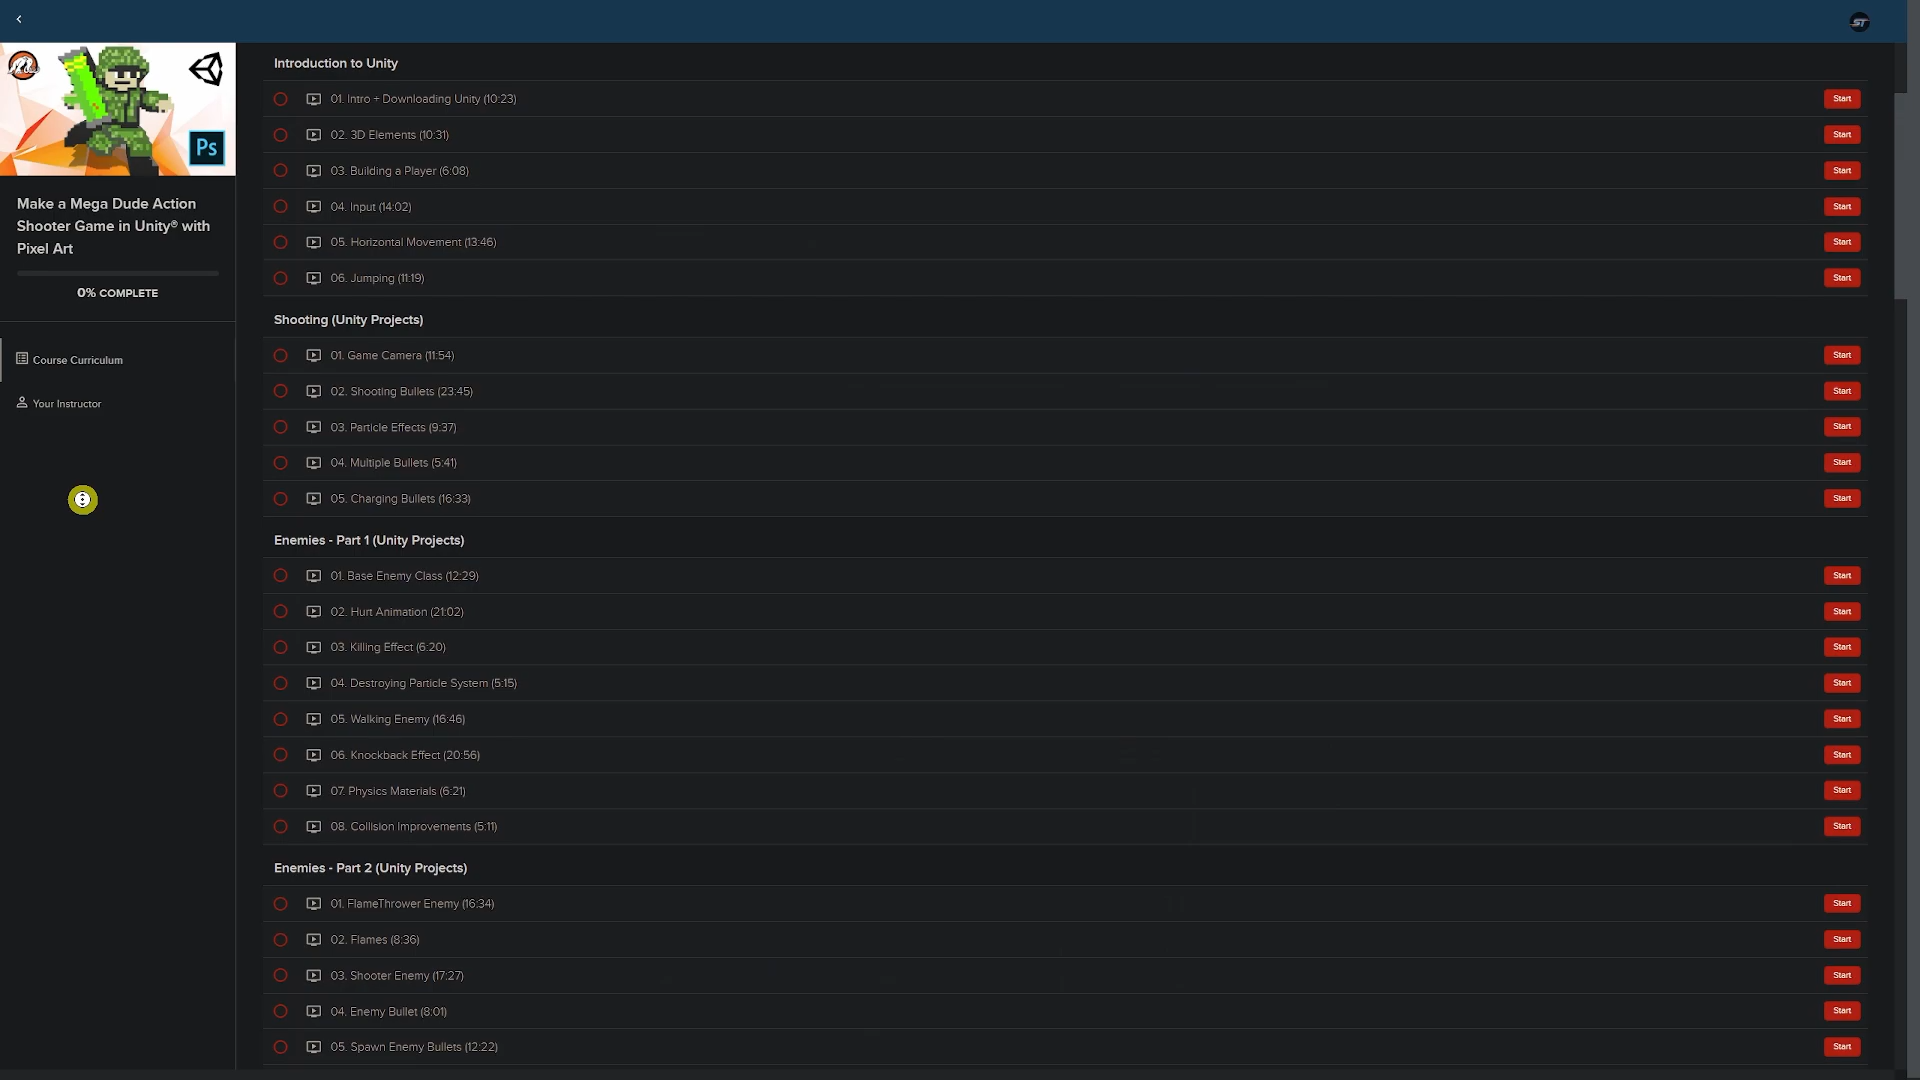 ST
Ps
Make a Mega Dude Action
Shooter Game in Unity® with
Pixel Art
0% COMPLETE
Course Curriculum
Your Instructor
Introduction to Unity
01. Intro + Downloading Unity (10:23) Start
02. 3D Elements (10:31) Start
03. Building a Player (6:08) Start
04. Input (14:02) Start
05. Horizontal Movement (13:46) Start
06. Jumping (11:19) Start
Shooting (Unity Projects)
01. Game Camera (11:54) Start
02. Shooting Bullets (23:45) Start
03. Particle Effects (9:37) Start
04. Multiple Bullets (5:41) Start
05. Charging Bullets (16:33) Start
Enemies - Part 1 (Unity Projects)
01. Base Enemy Class (12:29) Start
02. Hurt Animation (21:02) Start
03. Killing Effect (6:20) Start
04. Destroying Particle System (5:15) Start
05. Walking Enemy (16:46) Start
06. Knockback Effect (20:56) Start
07. Physics Materials (6:21) Start
08. Collision Improvements (5:11) Start
Enemies - Part 2 (Unity Projects)
01. FlameThrower Enemy (16:34) Start
02. Flames (8:36) Start
03. Shooter Enemy (17:27) Start
04. Enemy Bullet (8:01) Start
05. Spawn Enemy Bullets (12:22) Start